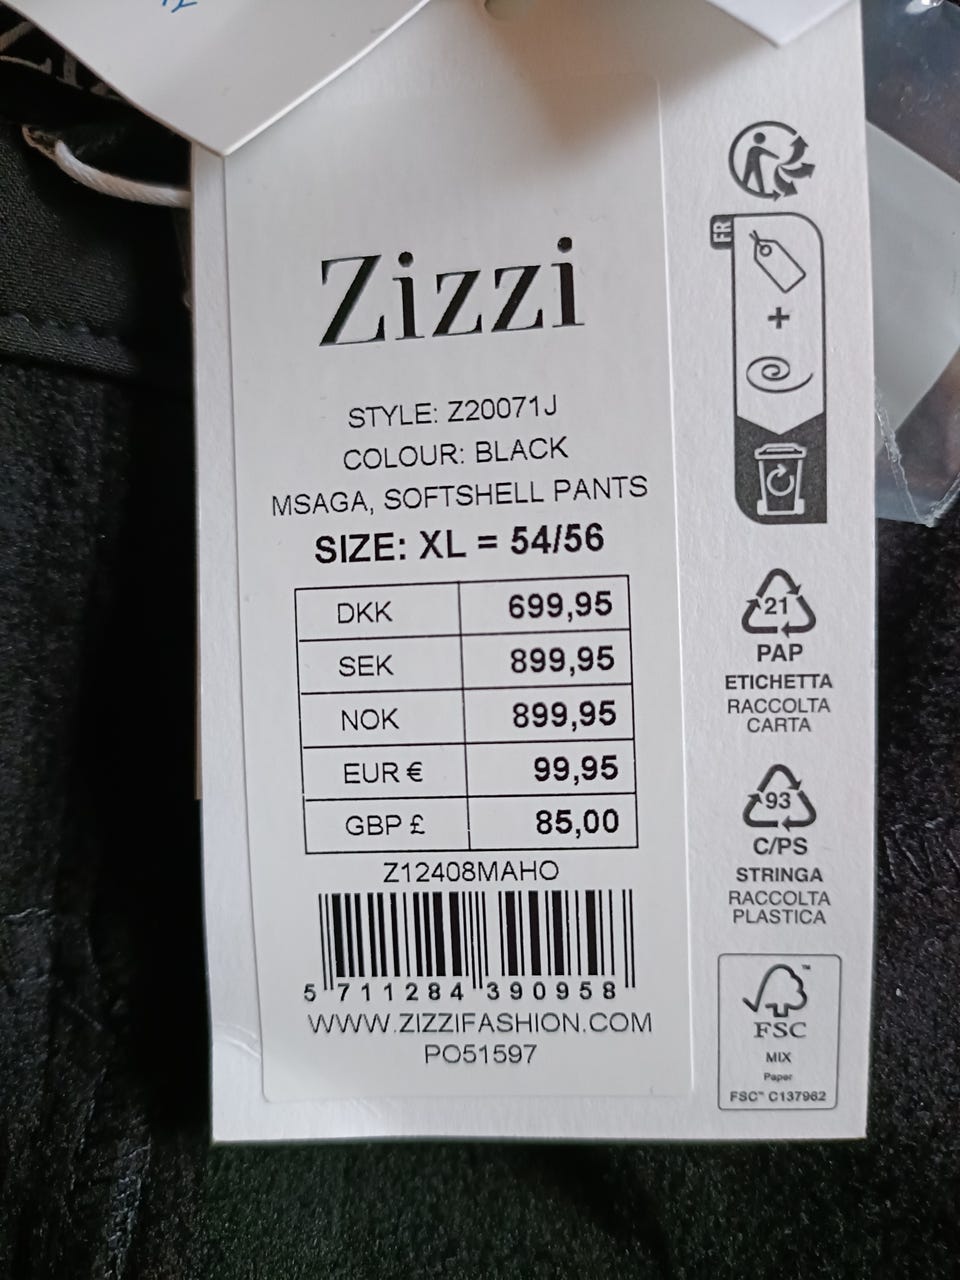 Zizzi
STYLE: Z20071J
COLOUR: BLACK
MSAGA, SOFTSHELL PANTS
SIZE: XL = 54/56
DKK 699,95
SEK 899,95
NOK 899,95
EUR € 99,95
GBP £ 85,00
Z12408MAHO
5 711284 390958
WWW.ZIZZIFASHION.COM
PO51597
FR
+
21
PAP
ETICHETTA
RACCOLTA
CARTA
93
C/PS
STRINGA
RACCOLTA
PLASTICA
™
FSC
MIX
Paper
FSC™ C137962